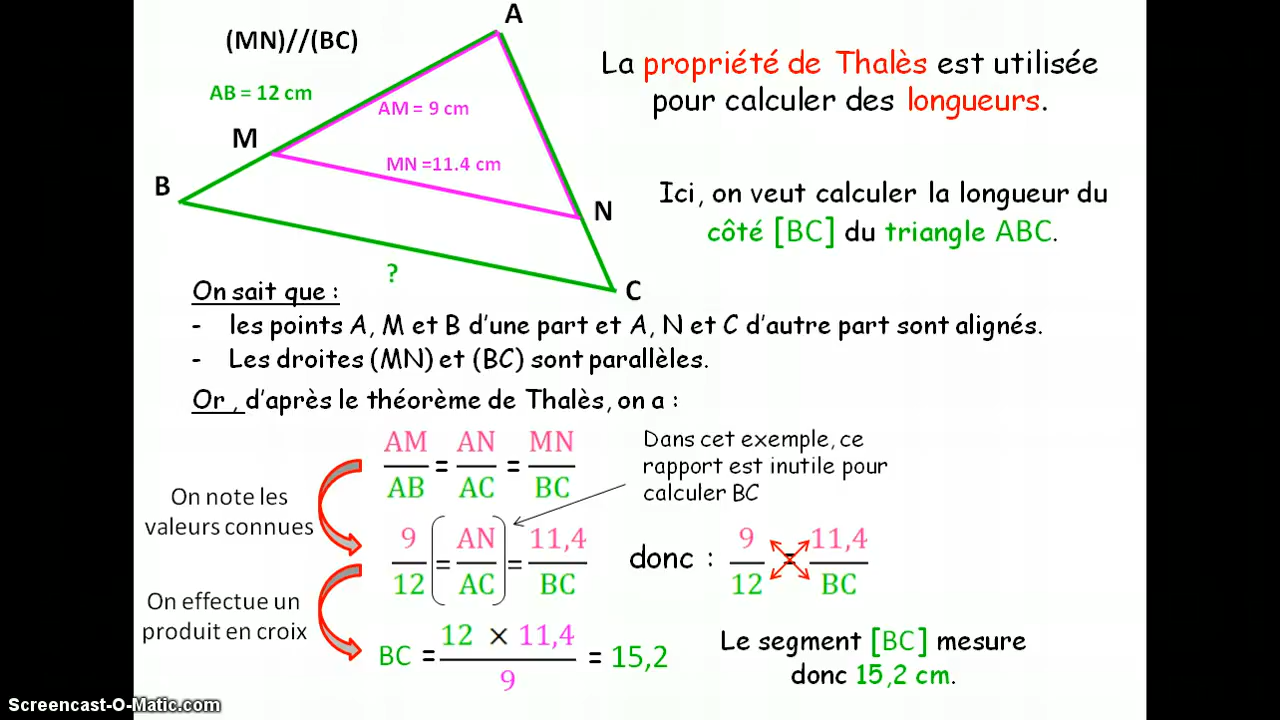 A
(MN)//(BC)
AB = 12 cm
AM = 9 cm
M
MN =11.4 cm
B
N
?
C
La propriété de Thalès est utilisée
pour calculer des longueurs.
Ici, on veut calculer la longueur du
côté [BC] du triangle ABC.
On sait que :
- les points A, M et B d'une part et A, N et C d'autre part sont alignés.
- Les droites (MN) et (BC) sont parallèles.
Or , d'après le théorème de Thalès, on a :
AM/AB = AN/AC = MN/BC
Dans cet exemple, ce
rapport est inutile pour
calculer BC
On note les
valeurs connues
9/12 (= AN/AC) = 11,4/BC
donc : 9/12 = 11,4/BC
On effectue un
produit en croix
BC = 12 × 11,4 / 9 = 15,2
Le segment [BC] mesure
donc 15,2 cm.
Screencast-O-Matic.com